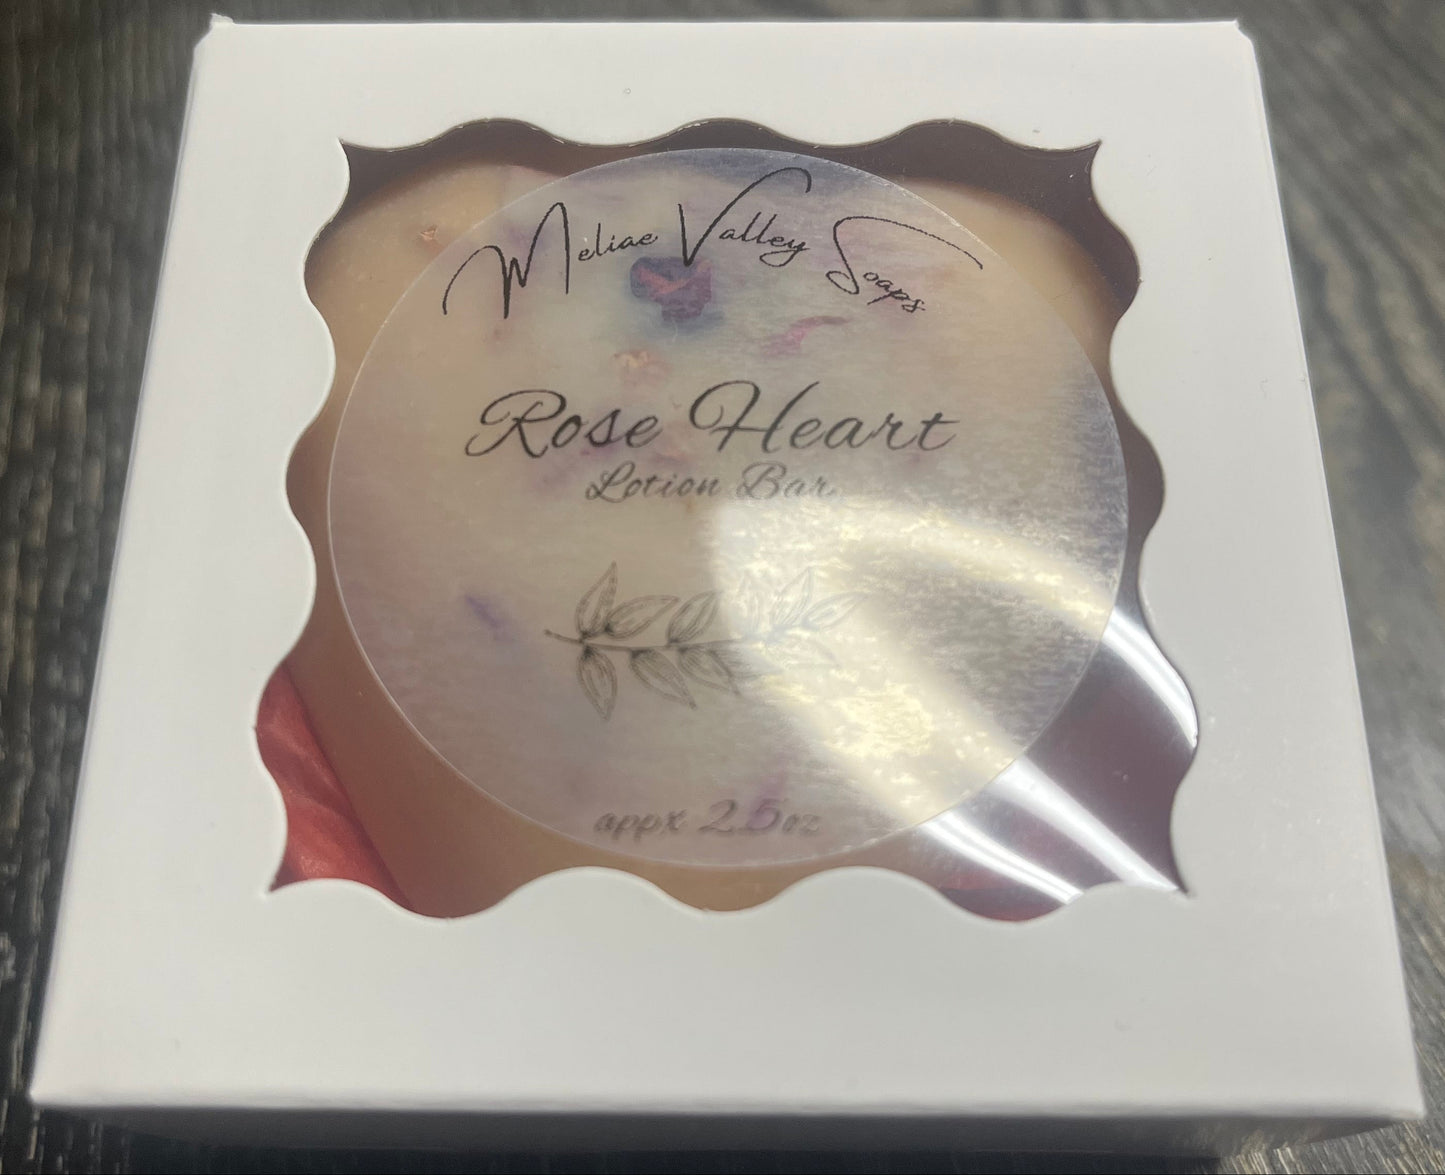 Meliae Valley Soaps
Rose Heart
Lotion Bar
appx 2.5oz